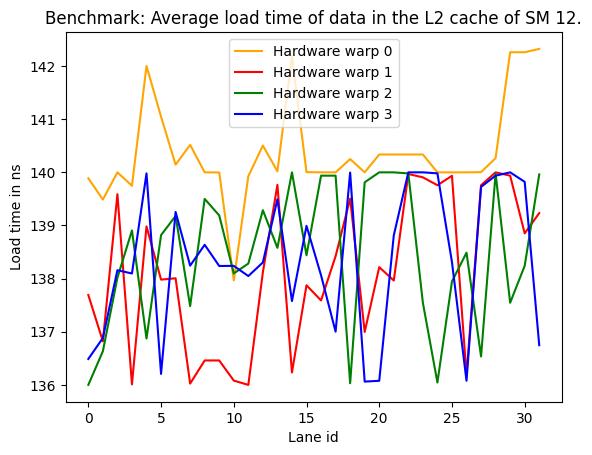 Benchmark: Average load time of data in the L2 cache of SM 12.
Hardware warp 0
Hardware warp 1
Hardware warp 2
Hardware warp 3
Load time in ns
142
141
140
139
138
137
136
0 5 10 15 20 25 30
Lane id